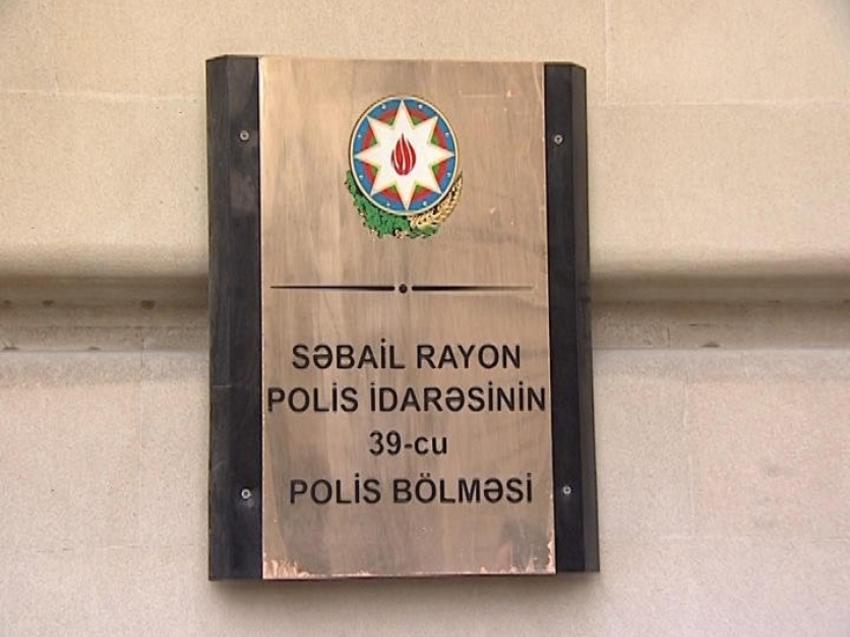 SƏBAİL RAYON
POLİS İDARƏSİNİN
39-cu
POLİS BÖLMƏSİ